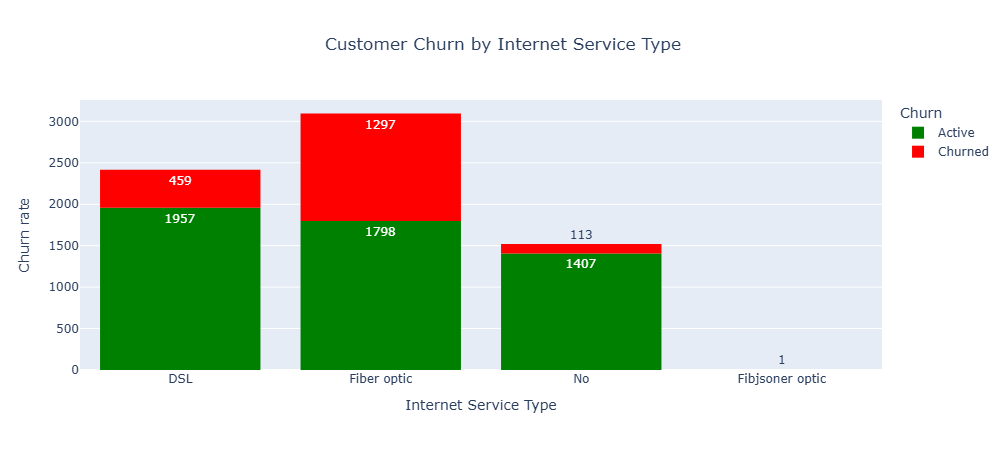 Customer Churn by Internet Service Type
Churn
Active
Churned
Churn rate
3000
2500
2000
1500
1000
500
0
459
1957
1297
1798
113
1407
1
DSL
Fiber optic
No
Fibjsoner optic
Internet Service Type